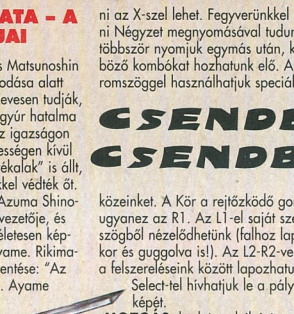 ATA – A
JAI
s Matsunoshin
odása alatt
evesen tudják,
gyúr hatalma
z igazságon
ességen kívül
ékalak" is állt,
kkel védték őt.
Azuma Shino-
vezetője, és
életesen kép-
yame. Rikima-
entése: "Az
. Ayame
ni az X-szel lehet. Fegyverünkkel
ni Négyzet megnyomásával tudun
többször nyomjuk egymás után, k
böző kombókat hozhatunk elő. A
romszöggel használhatjuk speciál
CSENDE
CSENDB
közeinket. A Kör a rejtőzködő go
ugyanez az R1. Az L1-el saját sze
szögből nézelődhetünk (falhoz lap
kor és guggolva is!). Az L2-R2-ve
a felszereléseink között lapozhatu
Select-tel hívhatjuk le a pály
képét.